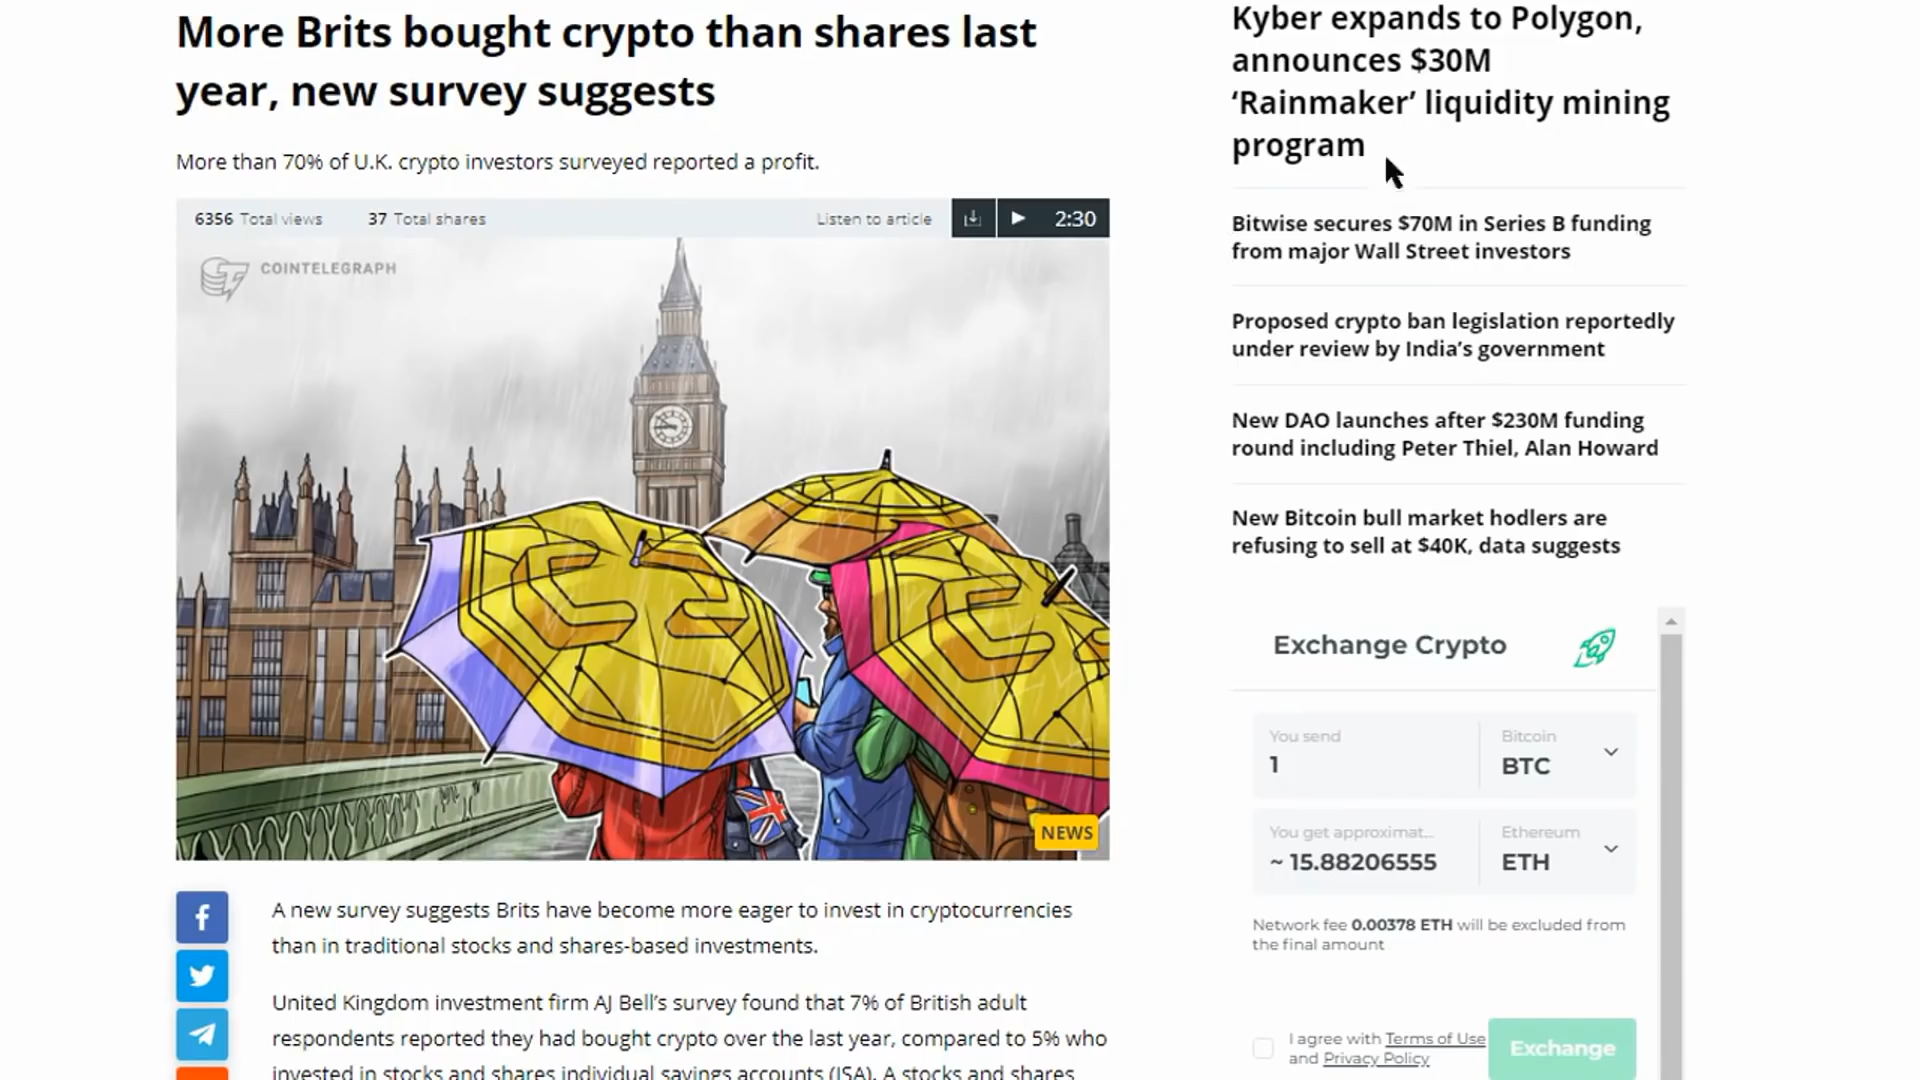 More Brits bought crypto than shares last
year, new survey suggests
More than 70% of U.K. crypto investors surveyed reported a profit.
6356 Total views 37 Total shares Listen to article 2:30
COINTELEGRAPH
NEWS
A new survey suggests Brits have become more eager to invest in cryptocurrencies
than in traditional stocks and shares-based investments.
United Kingdom investment firm AJ Bell’s survey found that 7% of British adult
respondents reported they had bought crypto over the last year, compared to 5% who
invested in stocks and shares individual savings accounts (ISA). A stocks and shares
Kyber expands to Polygon,
announces $30M
‘Rainmaker’ liquidity mining
program
Bitwise secures $70M in Series B funding
from major Wall Street investors
Proposed crypto ban legislation reportedly
under review by India’s government
New DAO launches after $230M funding
round including Peter Thiel, Alan Howard
New Bitcoin bull market hodlers are
refusing to sell at $40K, data suggests
Exchange Crypto
You send Bitcoin
1 BTC
You get approximat... Ethereum
~ 15.88206555 ETH
Network fee 0.00378 ETH will be excluded from
the final amount
I agree with Terms of Use
and Privacy Policy
Exchange